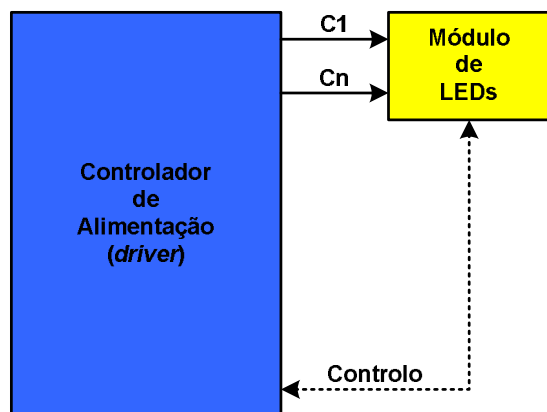 C1
Cn
Módulo
de
LEDs
Controlador
de
Alimentação
(driver)
Controlo